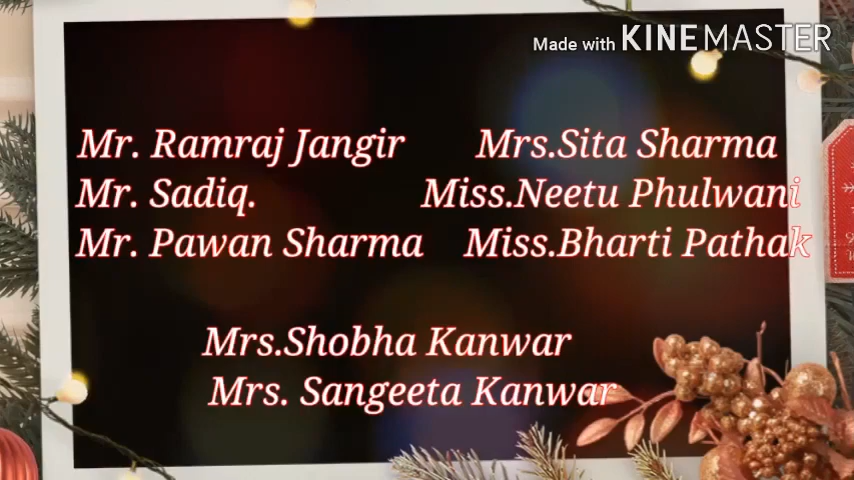 Made with KINEMASTER
Mr. Ramraj Jangir Mrs.Sita Sharma
Mr. Sadiq. Miss.Neetu Phulwani
Mr. Pawan Sharma Miss.Bharti Pathak
Mrs.Shobha Kanwar
Mrs. Sangeeta Kanwar